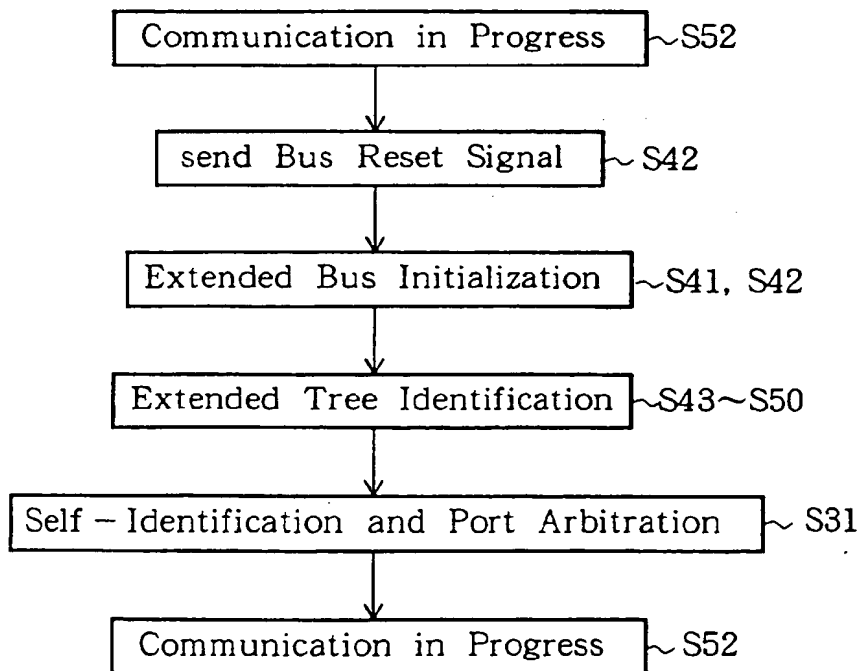 Communication in Progress ~S52
send Bus Reset Signal ~S42
Extended Bus Initialization ~S41, S42
Extended Tree Identification ~S43~S50
Self-Identification and Port Arbitration ~S31
Communication in Progress ~S52